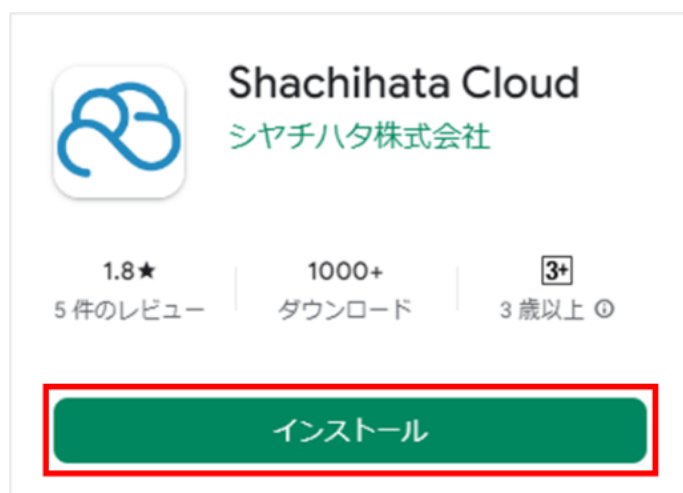 Shachihata Cloud
シヤチハタ株式会社
1.8★
1000+
3+
5 件のレビュー
ダウンロード
3 歳以上
インストール